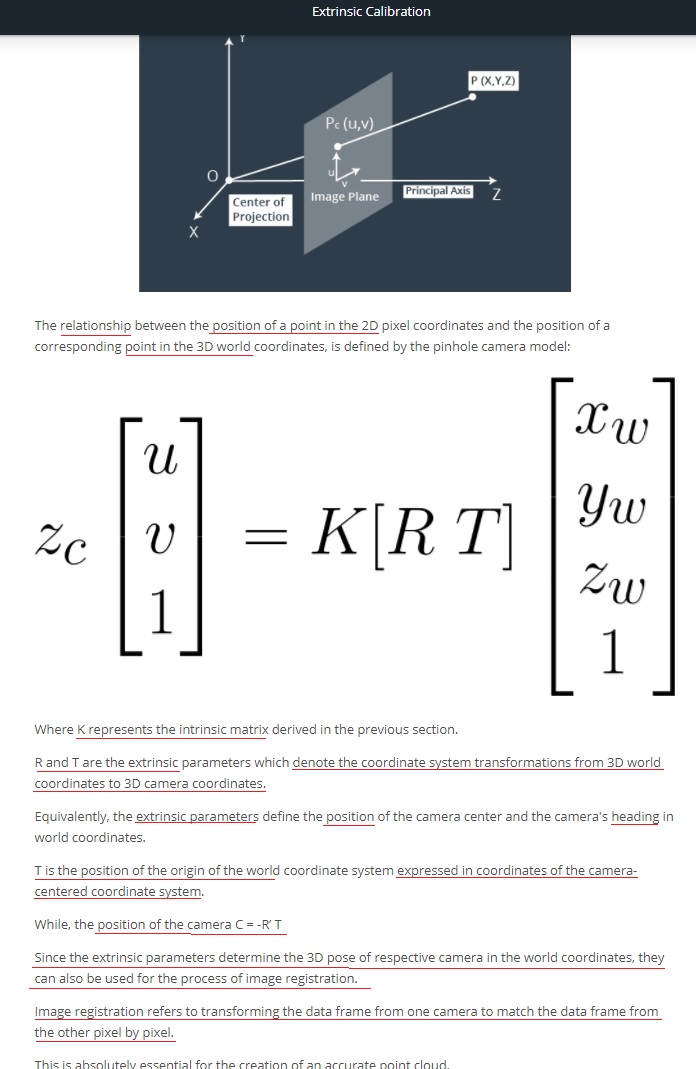 Extrinsic Calibration
Y
P (X,Y,Z)
Pc (u,v)
O
u
v
Center of
Projection
Image Plane
Principal Axis
Z
X
The relationship between the position of a point in the 2D pixel coordinates and the position of a
corresponding point in the 3D world coordinates, is defined by the pinhole camera model:
z_c [u v 1] = K[R T] [x_w y_w z_w 1]
Where K represents the intrinsic matrix derived in the previous section.
R and T are the extrinsic parameters which denote the coordinate system transformations from 3D world
coordinates to 3D camera coordinates.
Equivalently, the extrinsic parameters define the position of the camera center and the camera's heading in
world coordinates.
T is the position of the origin of the world coordinate system expressed in coordinates of the camera-
centered coordinate system.
While, the position of the camera C = -R' T
Since the extrinsic parameters determine the 3D pose of respective camera in the world coordinates, they
can also be used for the process of image registration.
Image registration refers to transforming the data frame from one camera to match the data frame from
the other pixel by pixel.
This is absolutely essential for the creation of an accurate point cloud.